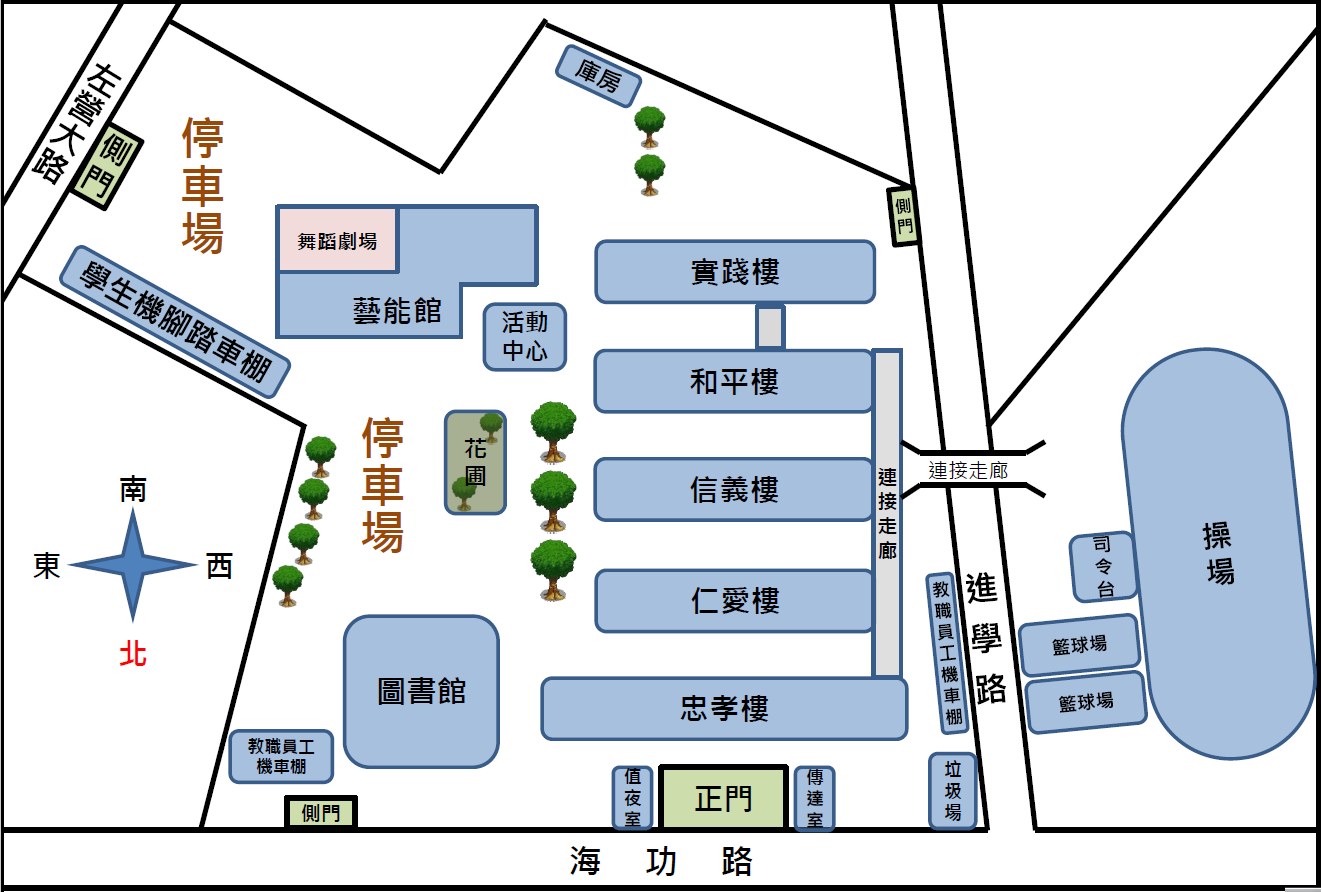 左營大路
側門
停車場
庫房
側門
舞蹈劇場
藝能館
學生機腳踏車棚
活動
中心
實踐樓
和平樓
信義樓
仁愛樓
忠孝樓
連接走廊
連接走廊
花圃
停車場
南
東
西
北
圖書館
教職員工
機車棚
側門
值夜室
正門
傳達室
教職員工機車棚
垃圾場
進學路
司令台
操場
籃球場
籃球場
海功路